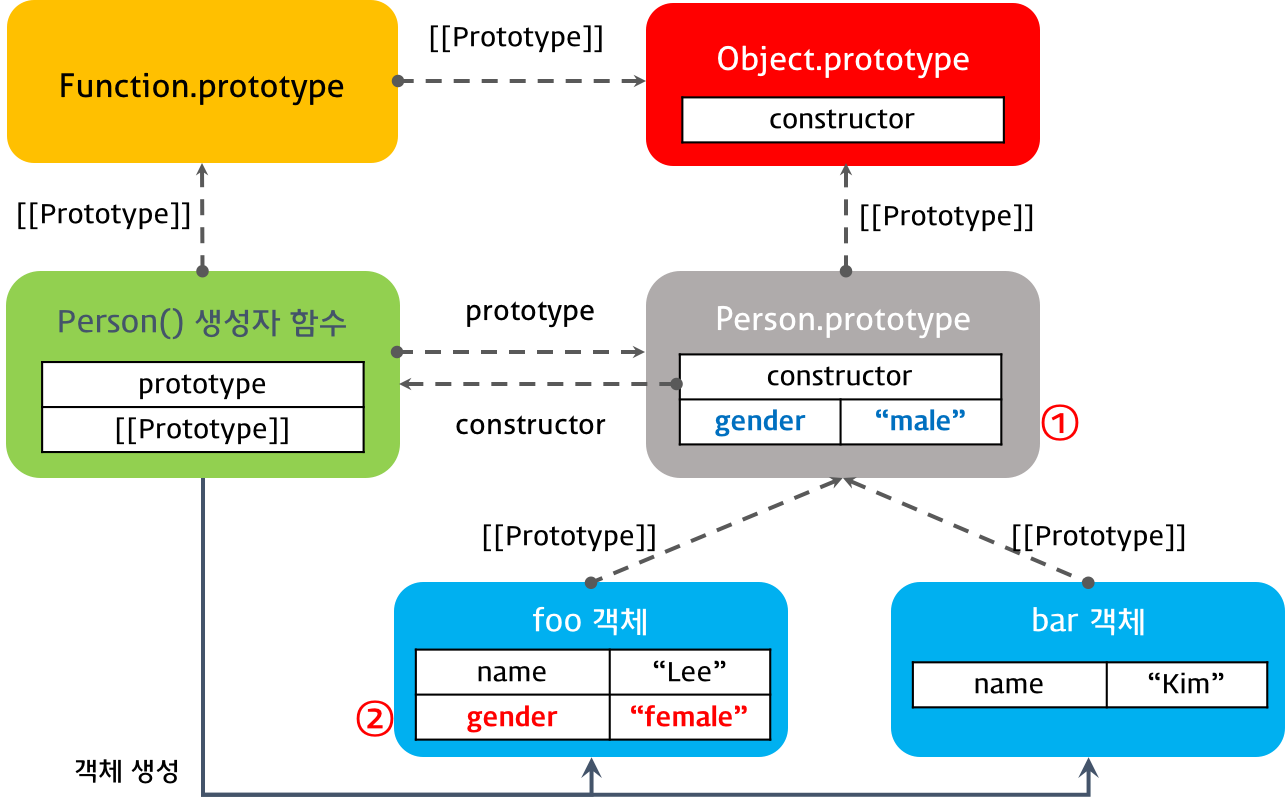 Function.prototype
[[Prototype]]
Object.prototype
constructor
[[Prototype]]
[[Prototype]]
Person() 생성자 함수
prototype
[[Prototype]]
prototype
constructor
Person.prototype
constructor
gender “male”
①
[[Prototype]]
[[Prototype]]
foo 객체
name “Lee”
gender “female”
②
bar 객체
name “Kim”
객체 생성